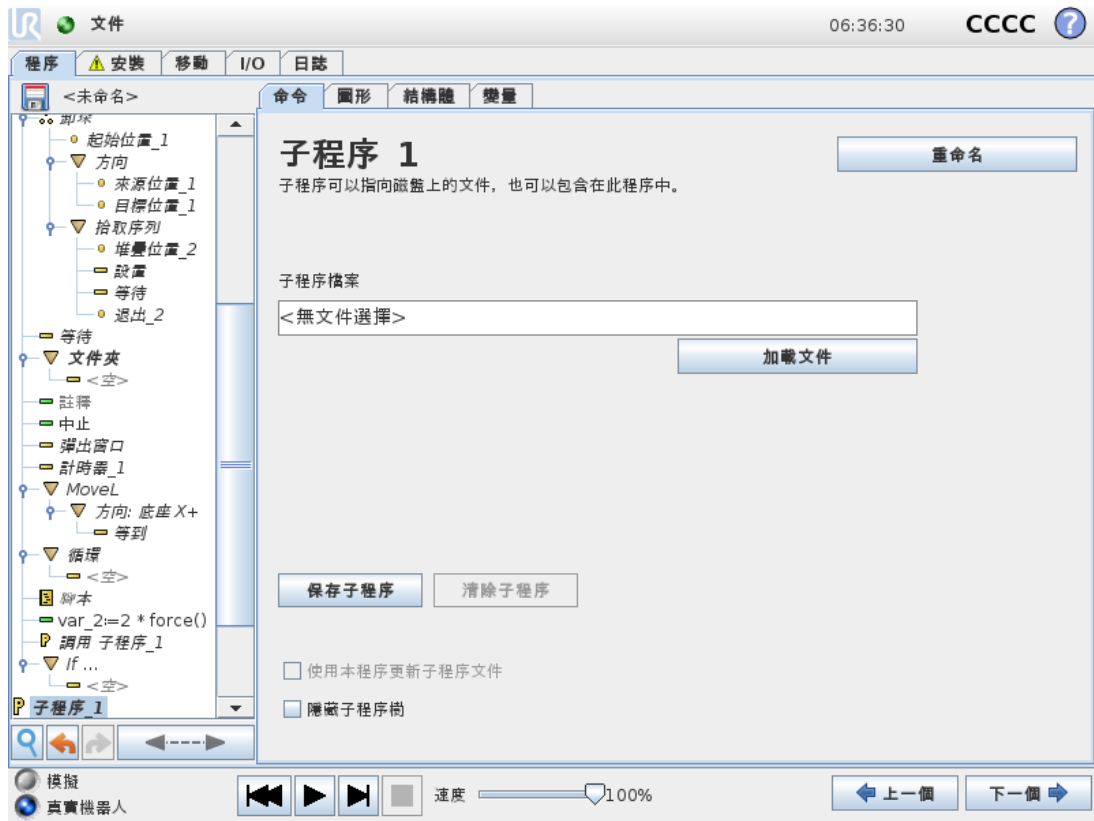 UR 文件 06:36:30 CCCC ?
程序 安裝 移動 I/O 日誌
<未命名> 命令 圖形 結構體 變量
卸垛
起始位置_1
方向
來源位置_1
目標位置_1
拾取序列
堆疊位置_2
設置
等待
退出_2
等待
文件夾
<空>
註釋
中止
彈出窗口
計時器_1
MoveL
方向: 底座 X+
等到
循環
<空>
腳本
var_2:=2 * force()
調用 子程序_1
If ...
<空>
子程序_1
子程序 1
重命名
子程序可以指向磁盤上的文件，也可以包含在此程序中。
子程序檔案
<無文件選擇>
加載文件
保存子程序 清除子程序
使用本程序更新子程序文件
隱藏子程序樹
模擬
真實機器人
速度 100%
上一個 下一個